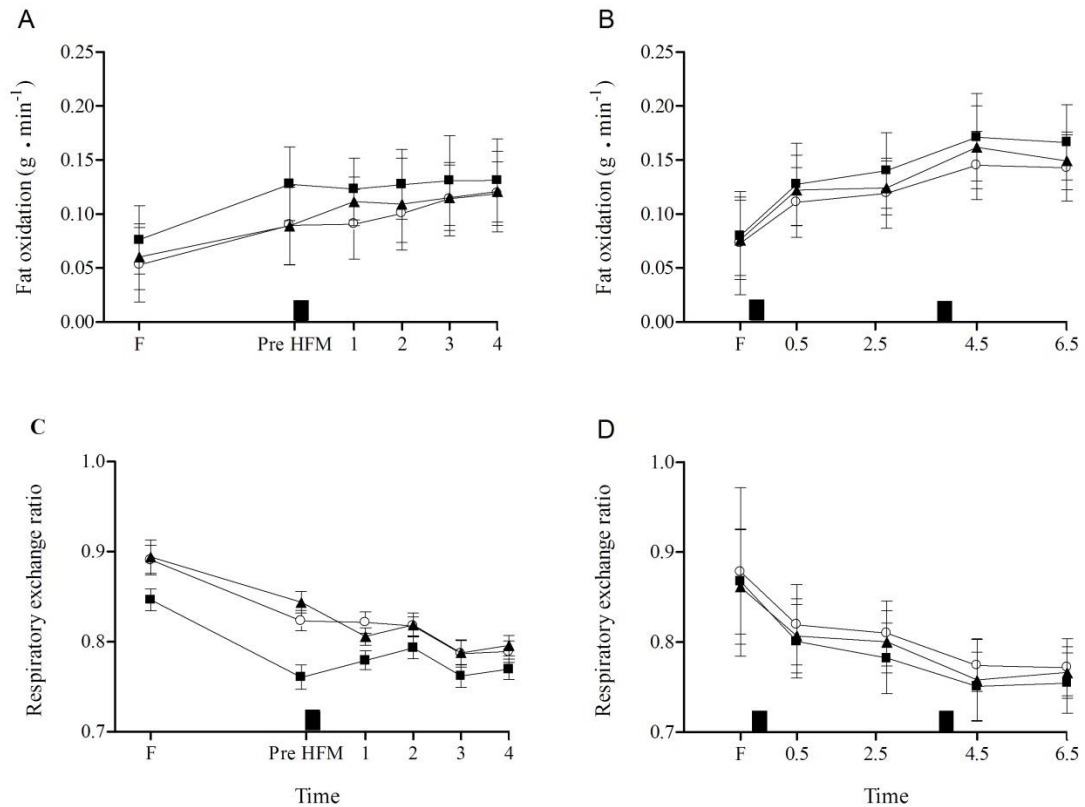 A
Fat oxidation (g • min⁻¹)
0.25
0.20
0.15
0.10
0.05
0.00
F Pre HFM 1 2 3 4
B
Fat oxidation (g • min⁻¹)
0.25
0.20
0.15
0.10
0.05
0.00
F 0.5 2.5 4.5 6.5
C
Respiratory exchange ratio
1.0
0.9
0.8
0.7
F Pre HFM 1 2 3 4
Time
D
Respiratory exchange ratio
1.0
0.9
0.8
0.7
F 0.5 2.5 4.5 6.5
Time